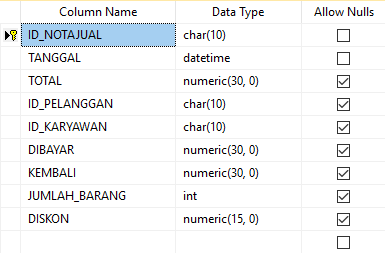 Column Name Data Type Allow Nulls
ID_NOTAJUAL char(10)
TANGGAL datetime
TOTAL numeric(30, 0)
ID_PELANGGAN char(10)
ID_KARYAWAN char(10)
DIBAYAR numeric(30, 0)
KEMBALI numeric(30, 0)
JUMLAH_BARANG int
DISKON numeric(15, 0)